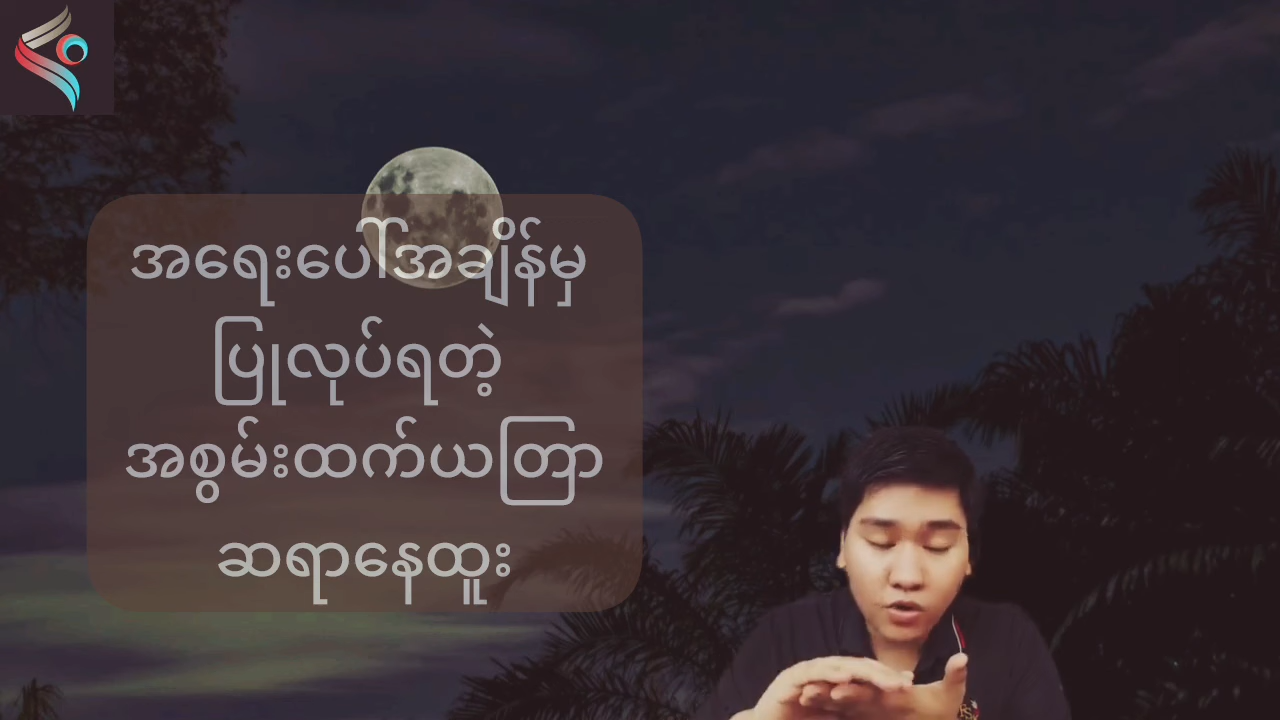 အရေးပေါ်အချိန်မှ
ပြုလုပ်ရတဲ့
အစွမ်းထက်ယတြာ
ဆရာနေထူး